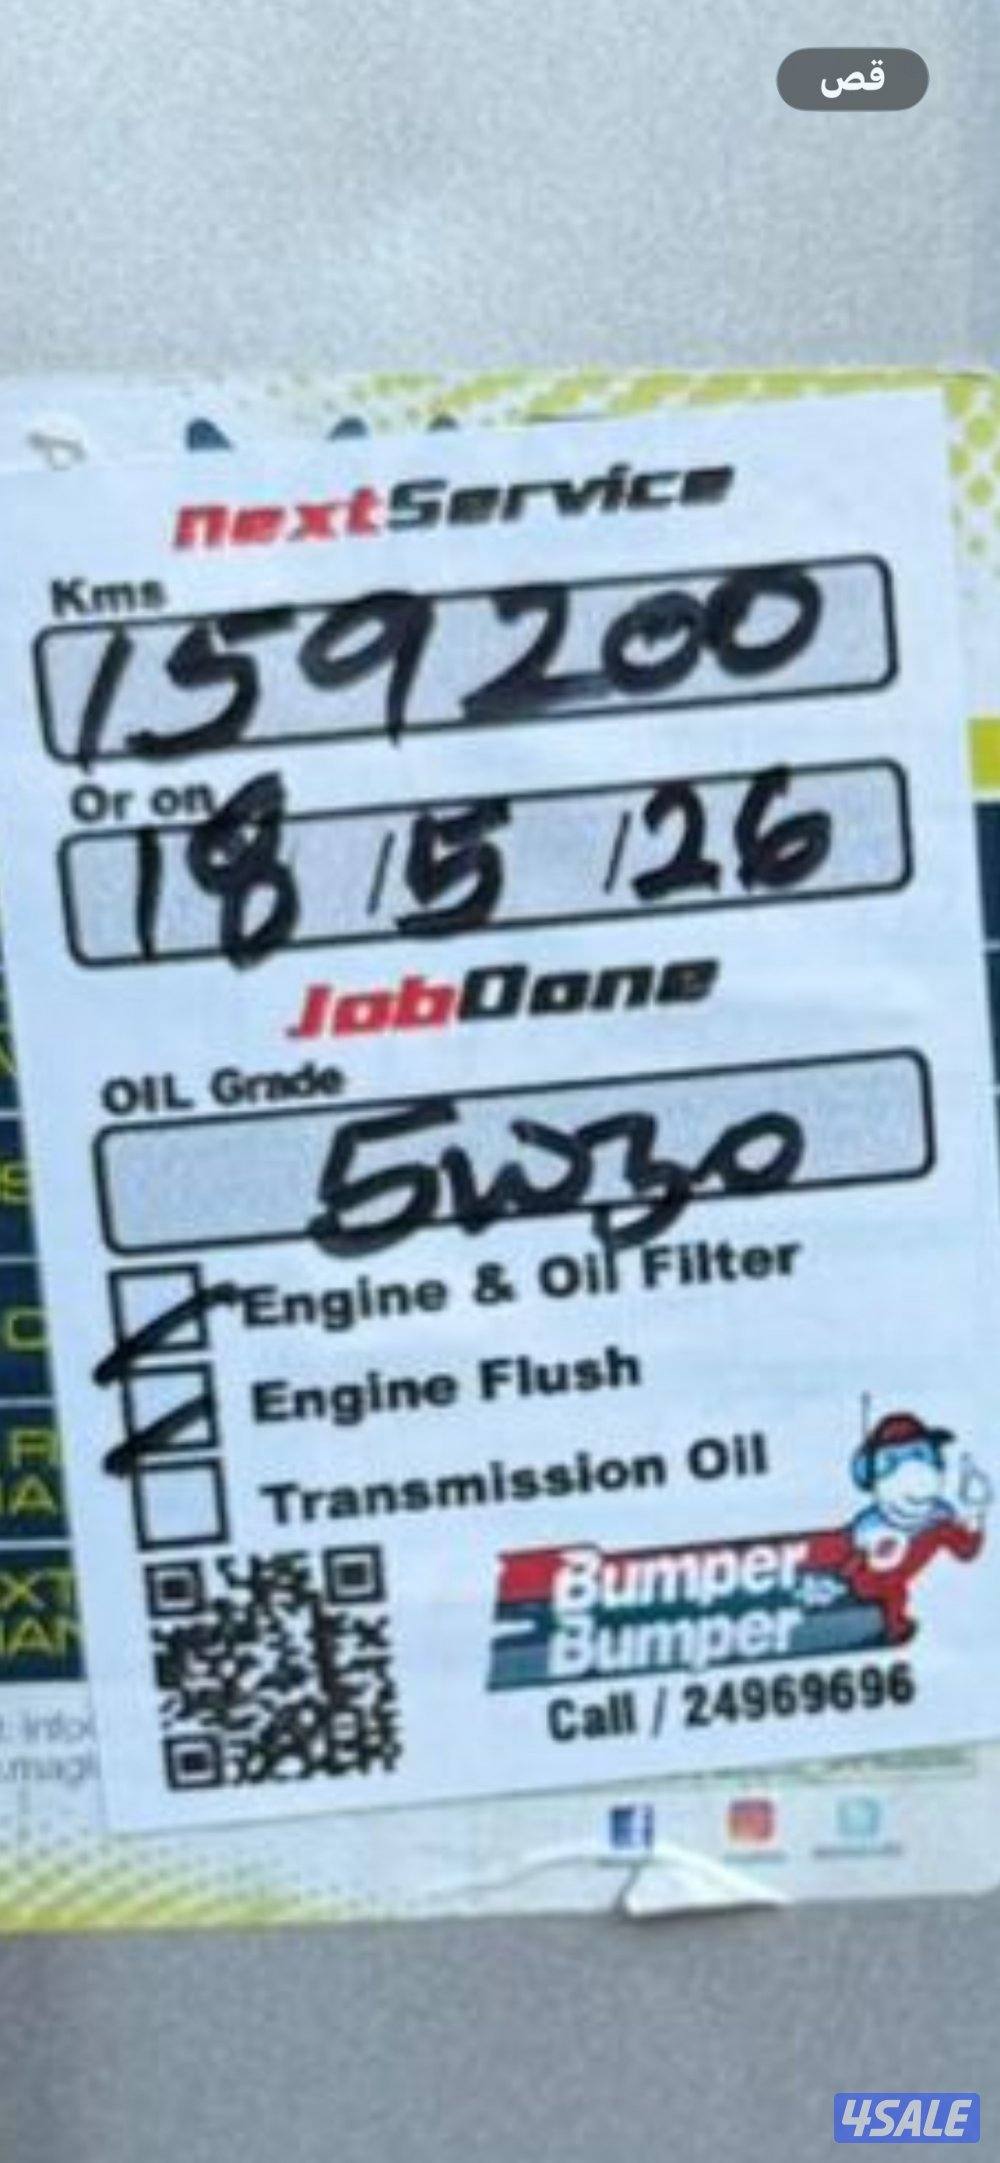 قص
nextService
Kms
159200
Or on
18/5/26
JobDone
OIL Grade
5W30
Engine & Oil Filter
Engine Flush
Transmission Oil
Bumper
to
Bumper
Call / 24969696
4SALE